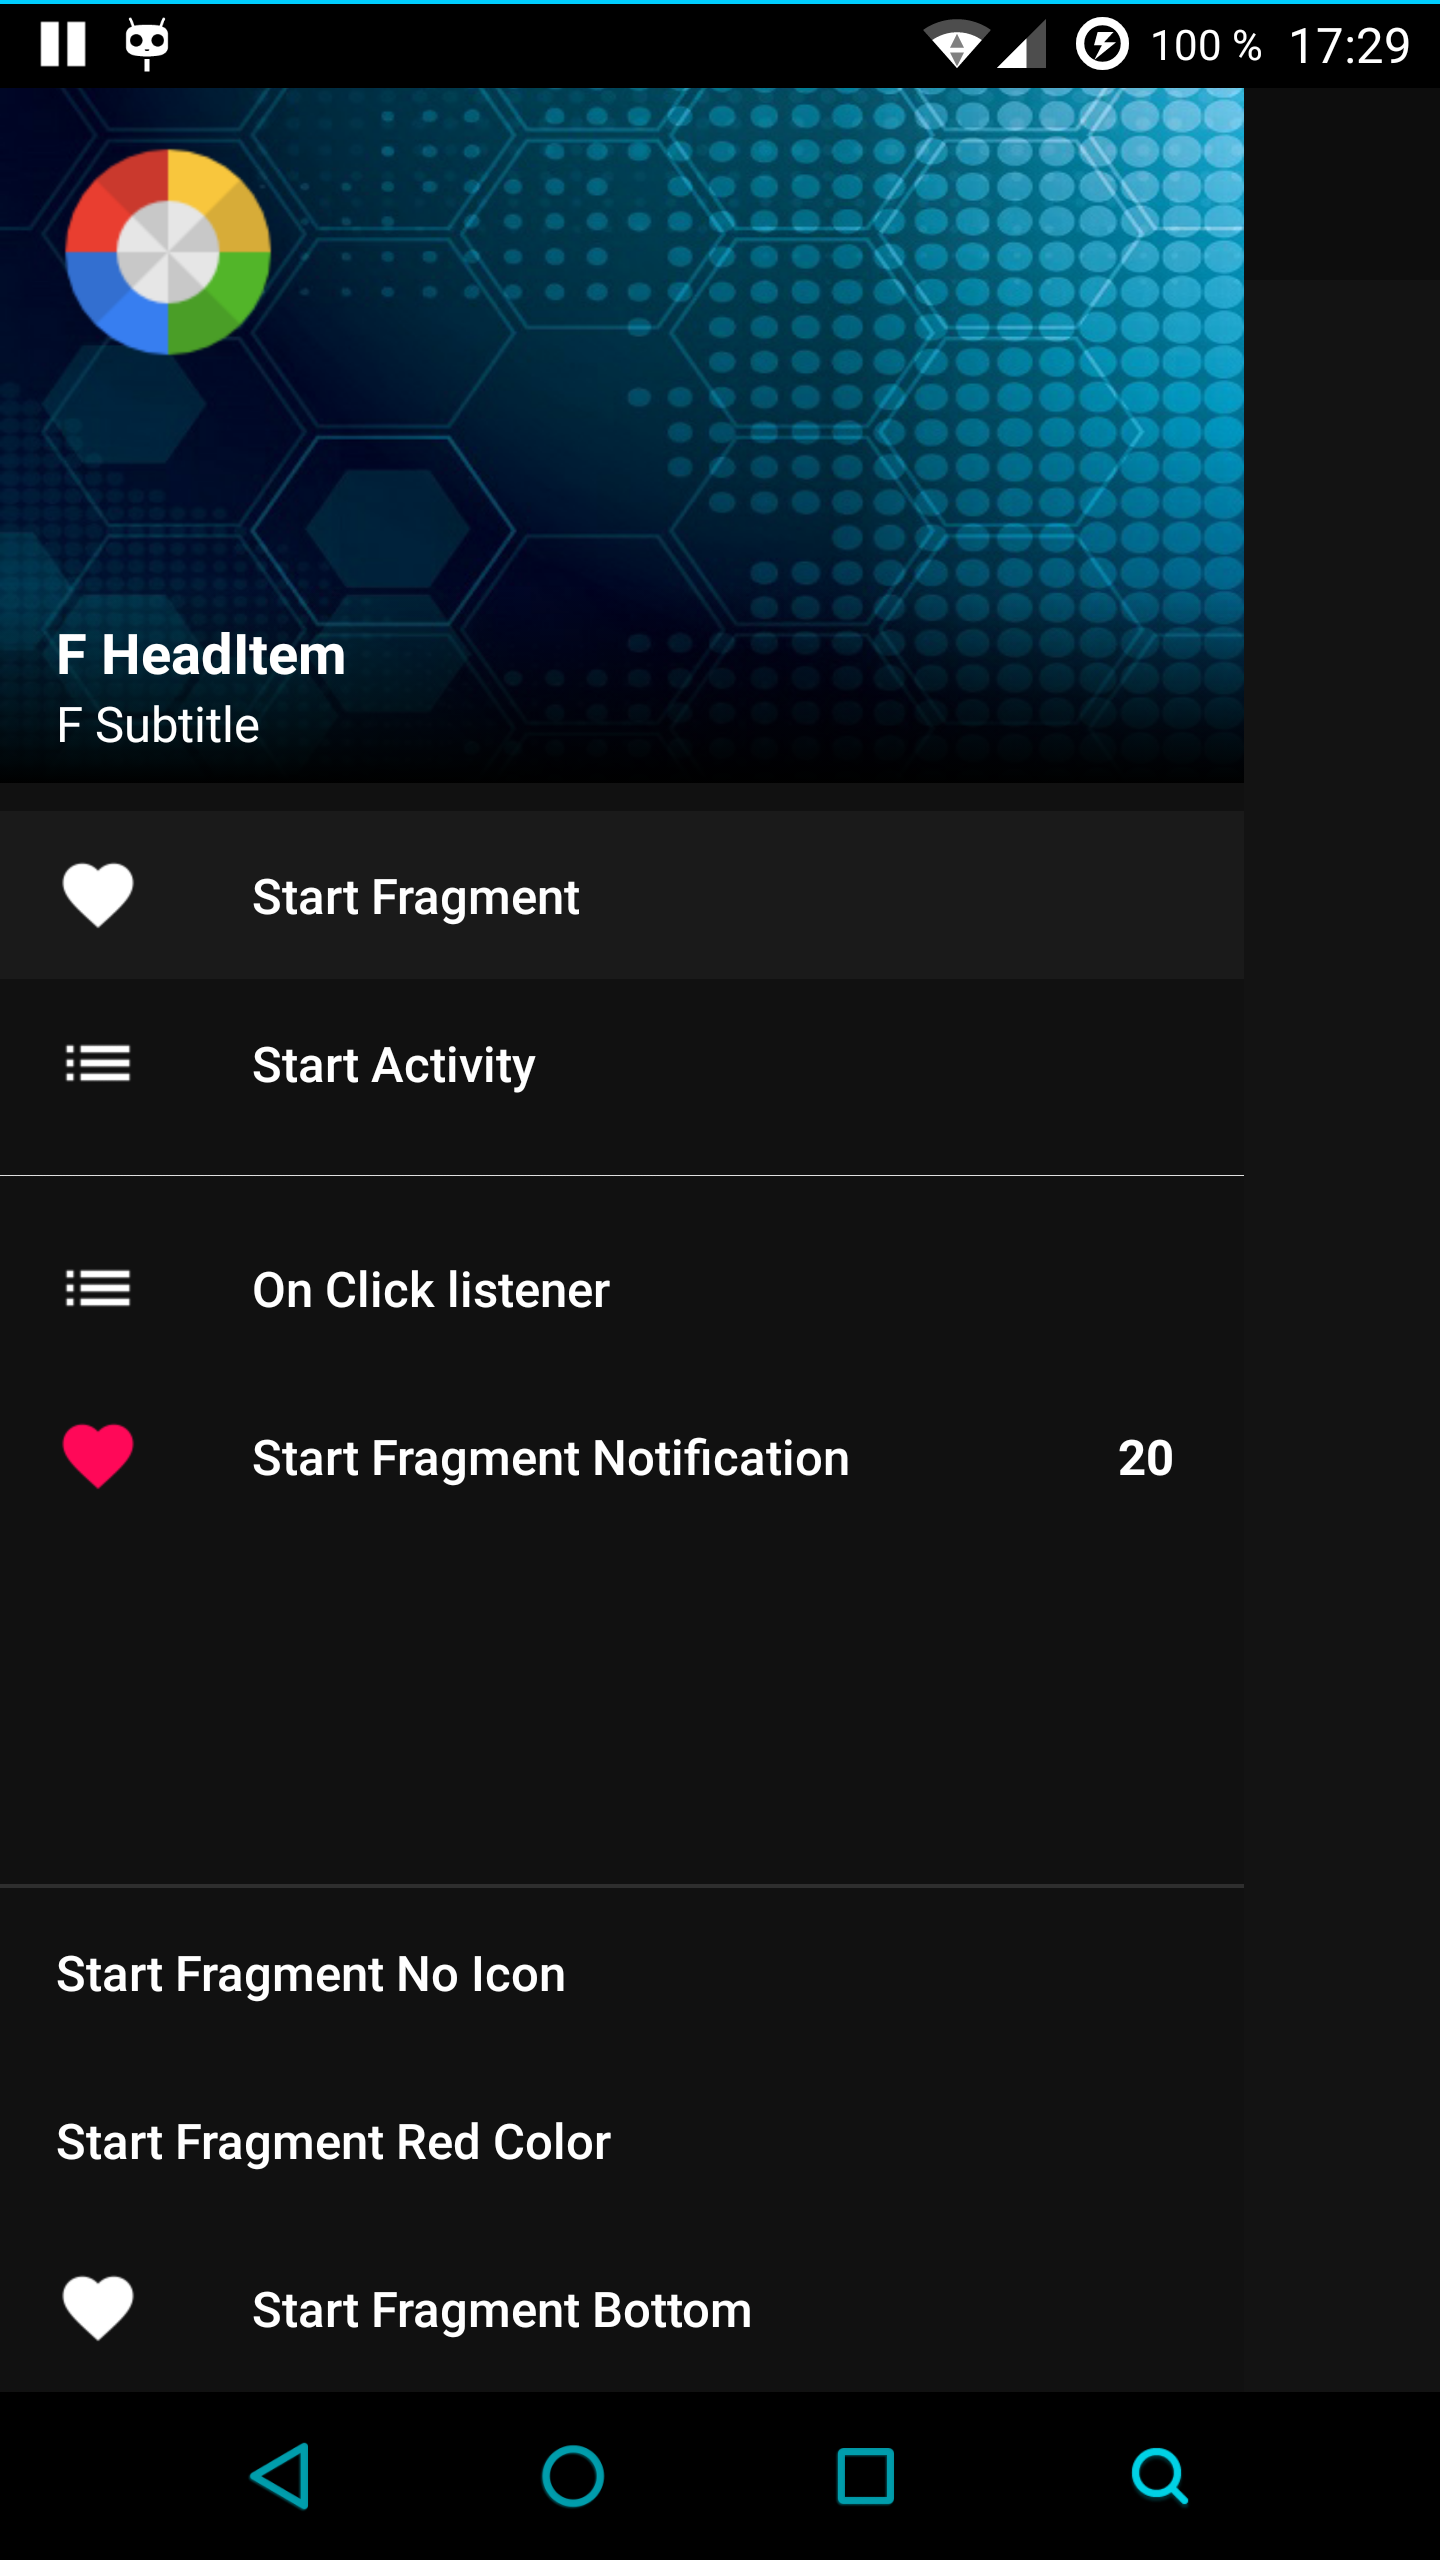 100 % 17:29
F HeadItem
F Subtitle
Start Fragment
Start Activity
On Click listener
Start Fragment Notification 20
Start Fragment No Icon
Start Fragment Red Color
Start Fragment Bottom